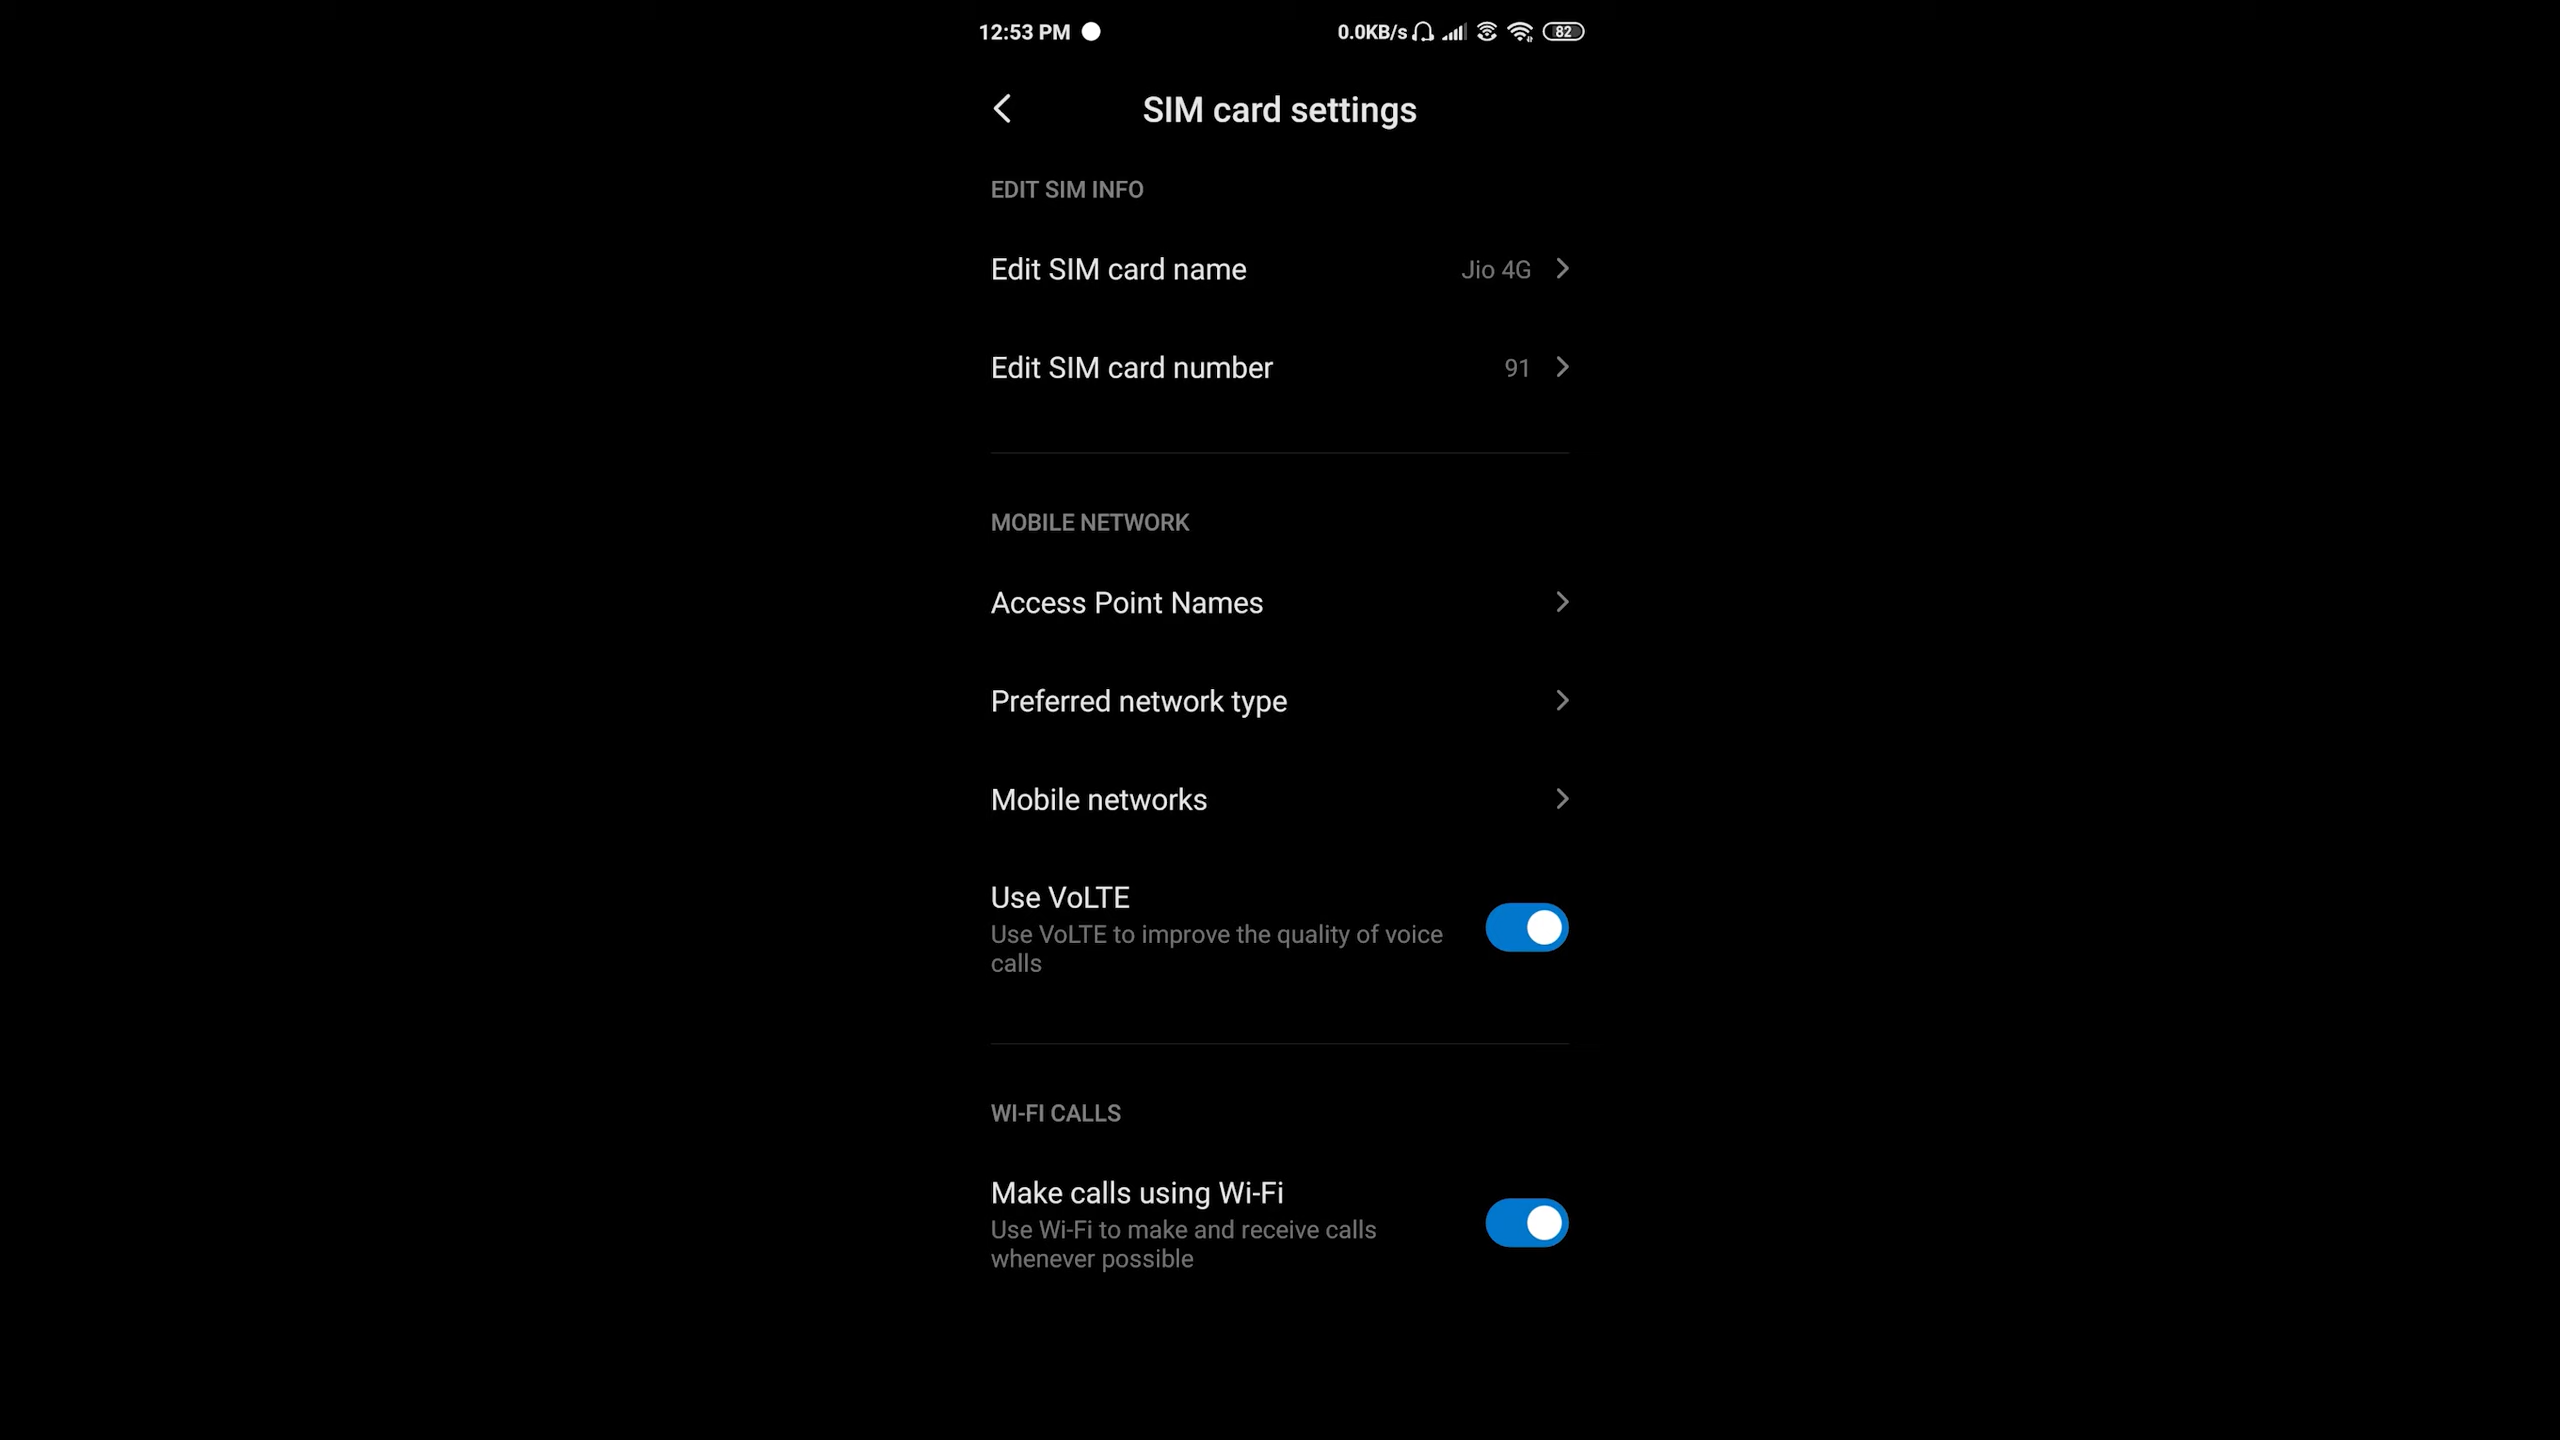 12:53 PM 0.0KB/s 82
SIM card settings
EDIT SIM INFO
Edit SIM card name Jio 4G
Edit SIM card number 91
MOBILE NETWORK
Access Point Names
Preferred network type
Mobile networks
Use VoLTE
Use VoLTE to improve the quality of voice
calls
WI-FI CALLS
Make calls using Wi-Fi
Use Wi-Fi to make and receive calls
whenever possible